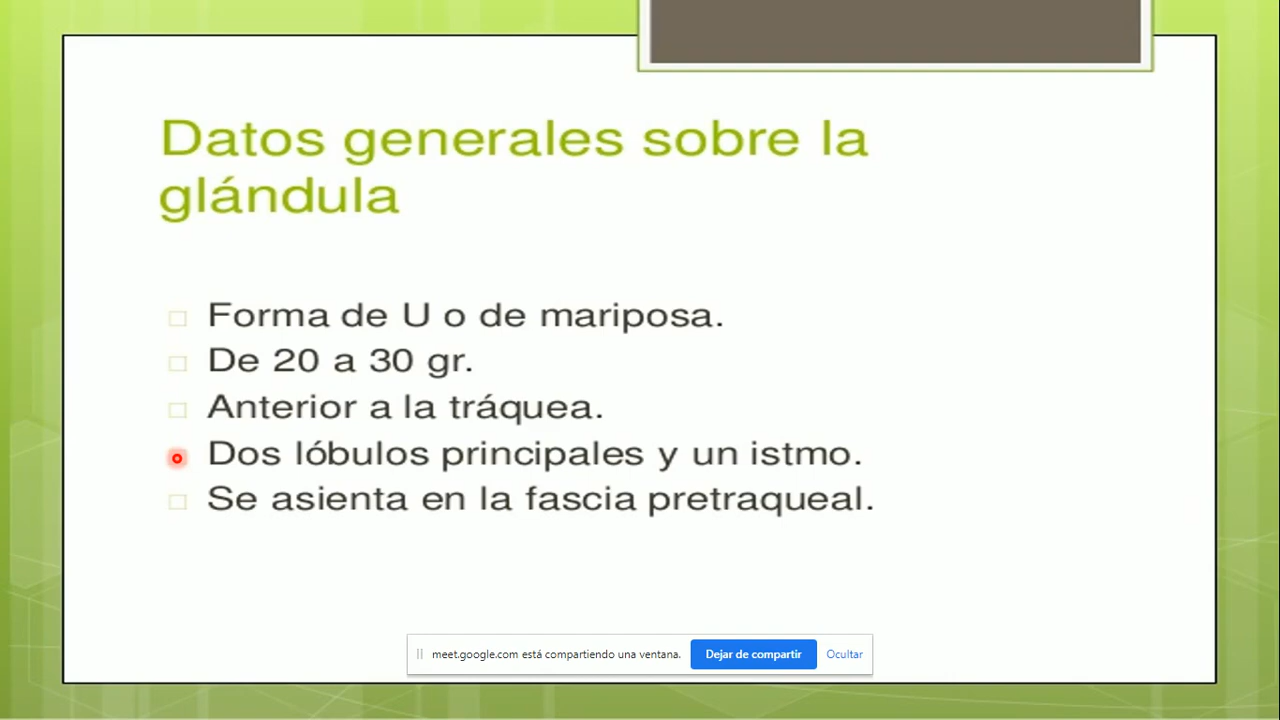 Datos generales sobre la
glándula
Forma de U o de mariposa.
De 20 a 30 gr.
Anterior a la tráquea.
Dos lóbulos principales y un istmo.
Se asienta en la fascia pretraqueal.
meet.google.com está compartiendo una ventana. Dejar de compartir Ocultar